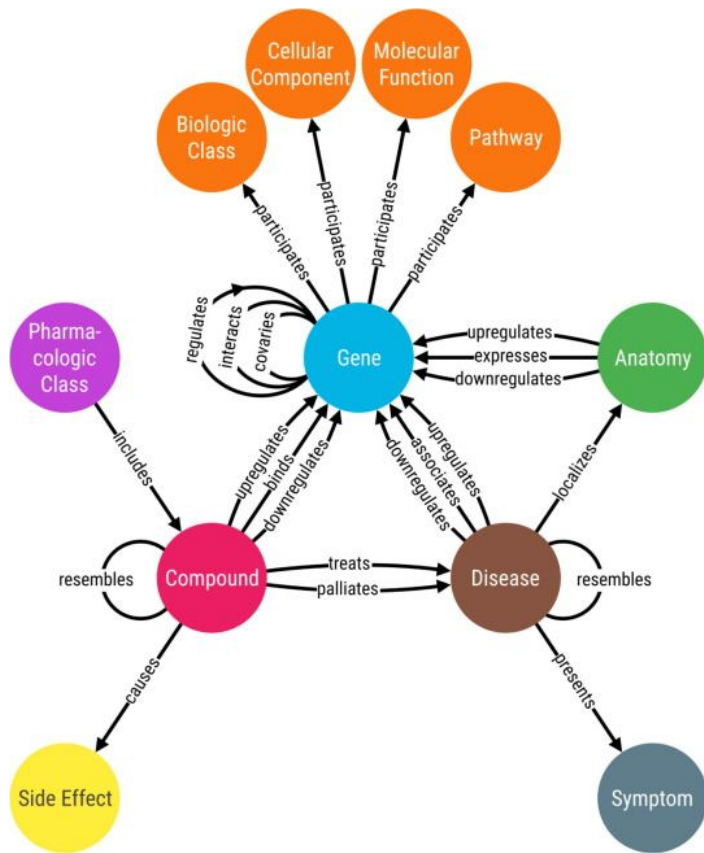 Cellular
Component
Molecular
Function
Biologic
Class
Pathway
participates
participates
participates
participates
regulates
interacts
covaries
Pharma-
cologic
Class
Gene
upregulates
expresses
downregulates
Anatomy
includes
upregulates
binds
downregulates
downregulates
associates
upregulates
localizes
resembles
Compound
treats
palliates
Disease
resembles
causes
presents
Side Effect
Symptom